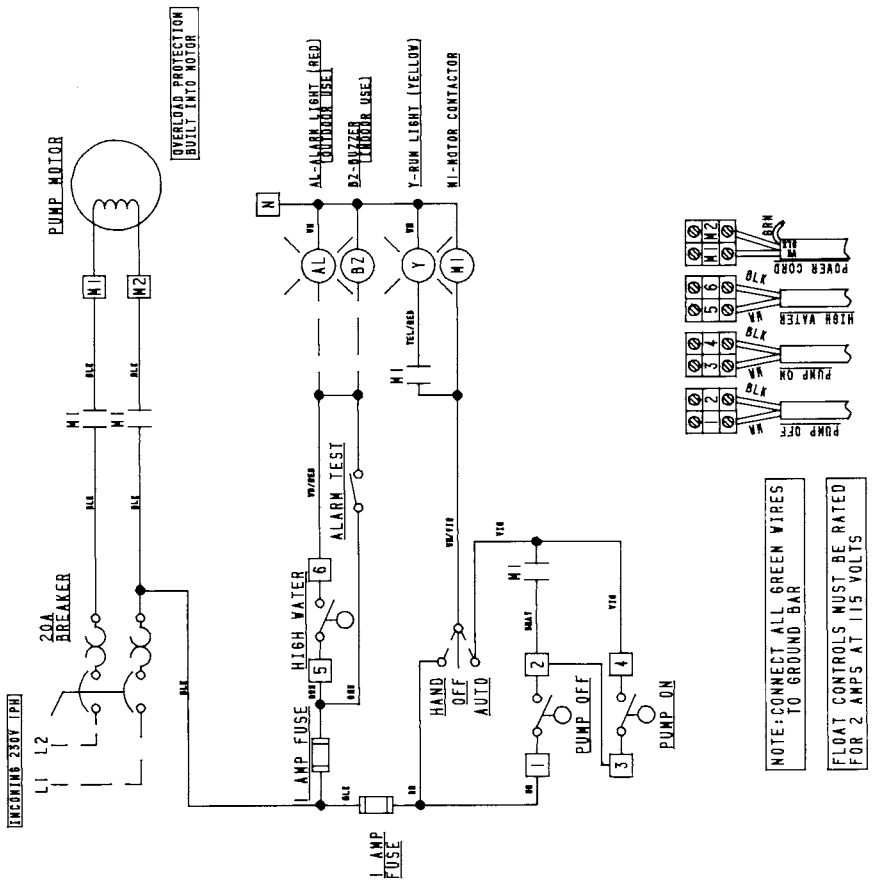 INCOMING 230V 1PH
L1 L2
20A
BREAKER
BLK
BLK
M1
M1
BLK
BLK
M1
M2
PUMP MOTOR
OVERLOAD PROTECTION
BUILT INTO MOTOR
BLK
1 AMP FUSE
HIGH WATER
5
6
WH/RED
ALARM TEST
AL
BZ
WH
N
AL-ALARM LIGHT (RED)
(OUTDOOR USE)
BZ-BUZZER
(INDOOR USE)
M1
YEL/RED
Y
WH
Y-RUN LIGHT (YELLOW)
M1
M1-MOTOR CONTACTOR
BLK
1 AMP
FUSE
HAND
OFF
AUTO
WH/VIO
VIO
BR
BR
1
2
PUMP OFF
M1
3
4
PUMP ON
VIO
NOTE: CONNECT ALL GREEN WIRES
TO GROUND BAR
FLOAT CONTROLS MUST BE RATED
FOR 2 AMPS AT 115 VOLTS
1 2
WH
BLK
PUMP OFF
3 4
WH
BLK
PUMP ON
5 6
WH
BLK
HIGH WATER
M1 M2
BLK
BRN
POWER CORD